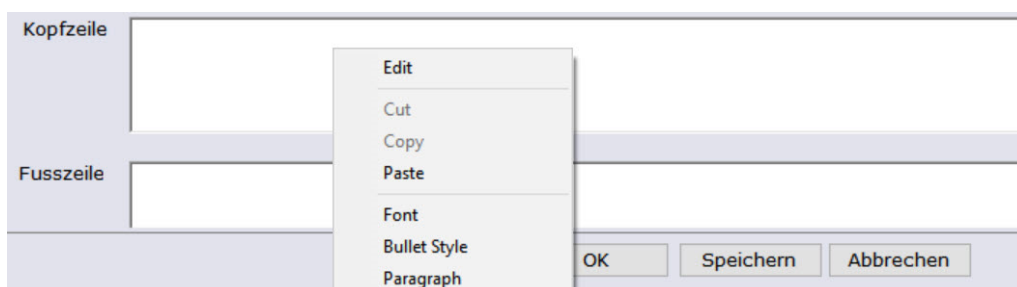 Kopfzeile
Edit
Cut
Copy
Paste
Fusszeile
Font
Bullet Style
Paragraph
OK Speichern Abbrechen